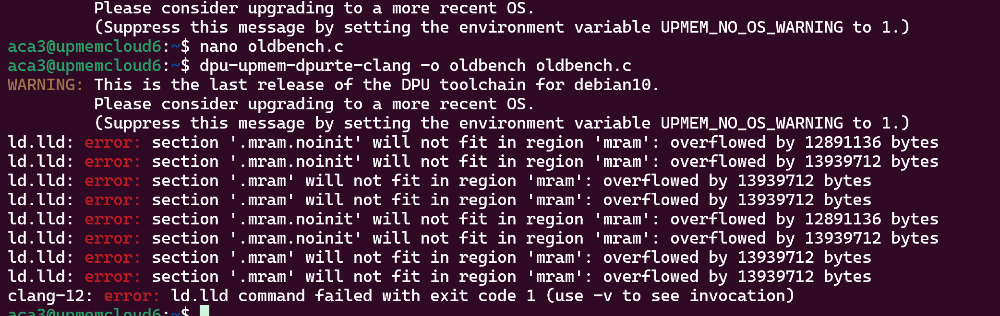 Please consider upgrading to a more recent OS.
(Suppress this message by setting the environment variable UPMEM_NO_OS_WARNING to 1.)
aca3@upmemcloud6:~$ nano oldbench.c
aca3@upmemcloud6:~$ dpu-upmem-dpurte-clang -o oldbench oldbench.c
WARNING: This is the last release of the DPU toolchain for debian10.
Please consider upgrading to a more recent OS.
(Suppress this message by setting the environment variable UPMEM_NO_OS_WARNING to 1.)
ld.lld: error: section '.mram.noinit' will not fit in region 'mram': overflowed by 12891136 bytes
ld.lld: error: section '.mram.noinit' will not fit in region 'mram': overflowed by 13939712 bytes
ld.lld: error: section '.mram' will not fit in region 'mram': overflowed by 13939712 bytes
ld.lld: error: section '.mram' will not fit in region 'mram': overflowed by 13939712 bytes
ld.lld: error: section '.mram.noinit' will not fit in region 'mram': overflowed by 12891136 bytes
ld.lld: error: section '.mram.noinit' will not fit in region 'mram': overflowed by 13939712 bytes
ld.lld: error: section '.mram' will not fit in region 'mram': overflowed by 13939712 bytes
ld.lld: error: section '.mram' will not fit in region 'mram': overflowed by 13939712 bytes
clang-12: error: ld.lld command failed with exit code 1 (use -v to see invocation)
aca3@upmemcloud6:~$